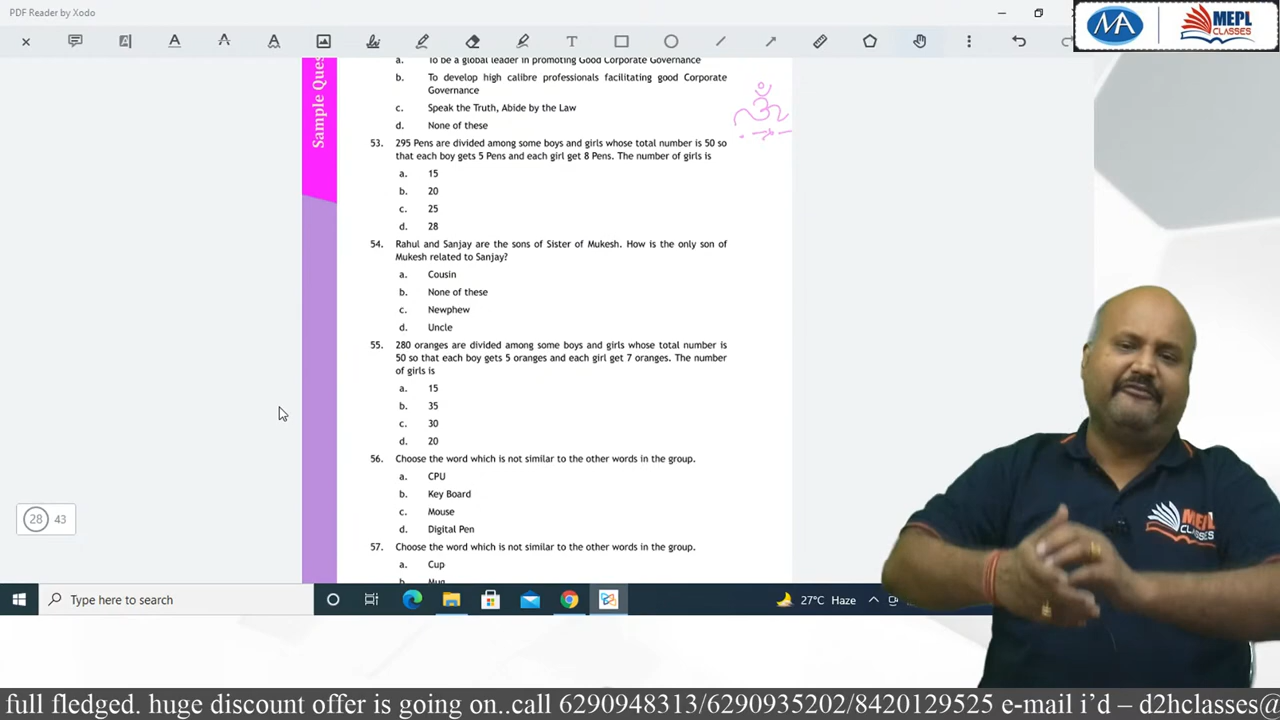 PDF Reader by Xodo
MA
MEPL
CLASSES
Sample Ques
a. To be a global leader in promoting Good Corporate Governance
b. To develop high calibre professionals facilitating good Corporate
Governance
c. Speak the Truth, Abide by the Law
d. None of these
53. 295 Pens are divided among some boys and girls whose total number is 50 so
that each boy gets 5 Pens and each girl get 8 Pens. The number of girls is
a. 15
b. 20
c. 25
d. 28
54. Rahul and Sanjay are the sons of Sister of Mukesh. How is the only son of
Mukesh related to Sanjay?
a. Cousin
b. None of these
c. Newphew
d. Uncle
55. 280 oranges are divided among some boys and girls whose total number is
50 so that each boy gets 5 oranges and each girl get 7 oranges. The number
of girls is
a. 15
b. 35
c. 30
d. 20
56. Choose the word which is not similar to the other words in the group.
a. CPU
b. Key Board
c. Mouse
d. Digital Pen
57. Choose the word which is not similar to the other words in the group.
a. Cup
b. Mug
28 43
MEPL
CLASSES
Type here to search
27°C Haze
full fledged. huge discount offer is going on..call 6290948313/6290935202/8420129525 e-mail i'd – d2hclasses@